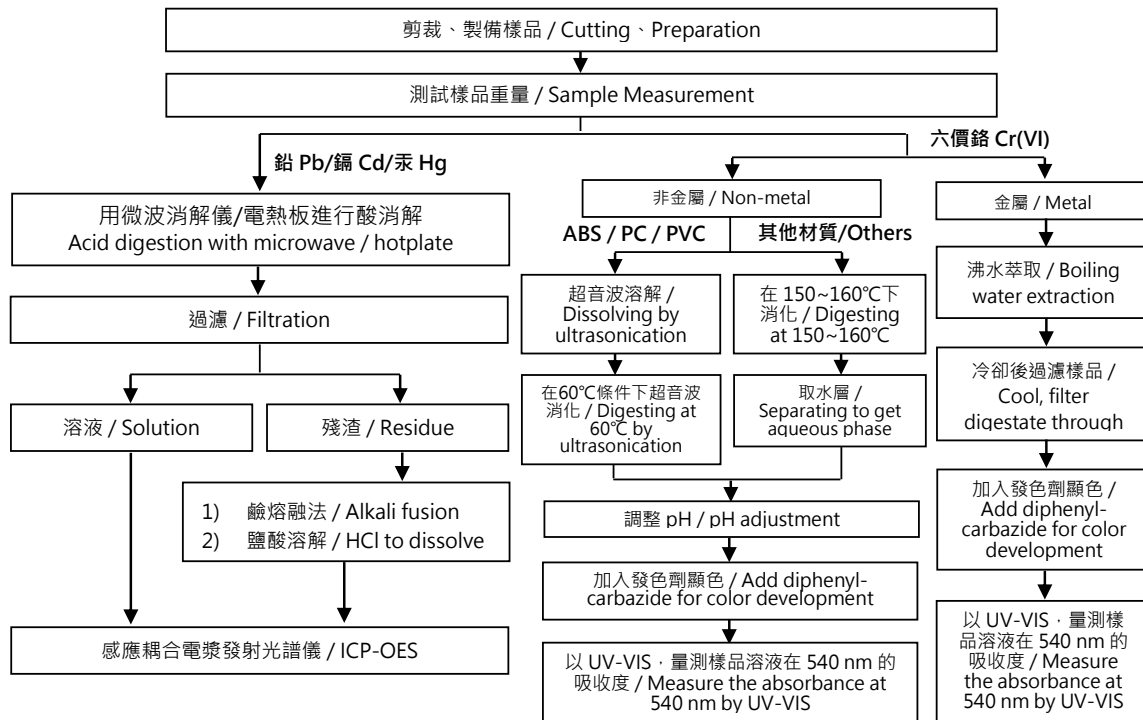 剪裁、製備樣品 / Cutting、Preparation
測試樣品重量 / Sample Measurement
鉛 Pb/鎘 Cd/汞 Hg
六價鉻 Cr(VI)
用微波消解儀/電熱板進行酸消解
Acid digestion with microwave / hotplate
過濾 / Filtration
溶液 / Solution
殘渣 / Residue
1) 鹼熔融法 / Alkali fusion
2) 鹽酸溶解 / HCl to dissolve
感應耦合電漿發射光譜儀 / ICP-OES
非金屬 / Non-metal
ABS / PC / PVC
其他材質/Others
超音波溶解 /
Dissolving by
ultrasonication
在60℃條件下超音波
消化 / Digesting at
60℃ by
ultrasonication
在 150~160℃下
消化 / Digesting
at 150~160℃
取水層 /
Separating to get
aqueous phase
調整 pH / pH adjustment
加入發色劑顯色 / Add diphenyl-
carbazide for color development
以 UV-VIS，量測樣品溶液在 540 nm 的
吸收度 / Measure the absorbance at
540 nm by UV-VIS
金屬 / Metal
沸水萃取 / Boiling
water extraction
冷卻後過濾樣品 /
Cool, filter
digestate through
加入發色劑顯色 /
Add diphenyl-
carbazide for color
development
以 UV-VIS，量測樣
品溶液在 540 nm 的
吸收度 / Measure
the absorbance at
540 nm by UV-VIS